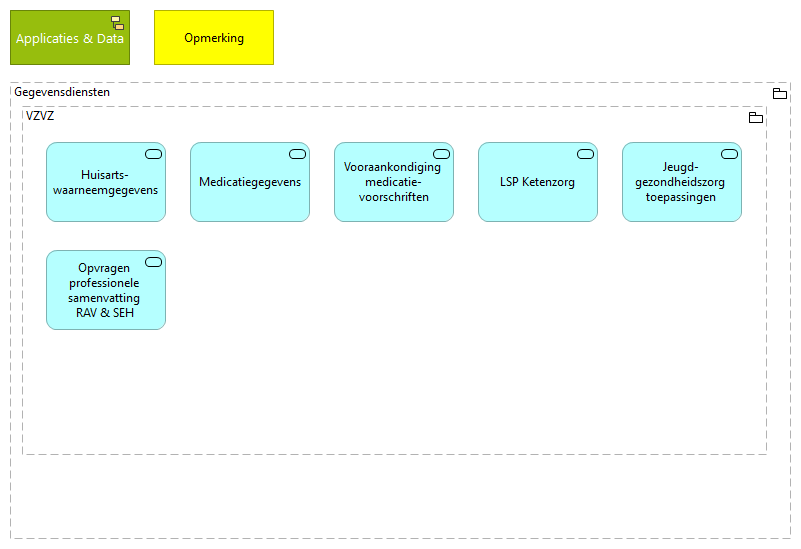 Applicaties & Data
Opmerking
Gegevensdiensten
VZVZ
Huisarts-
waarneemgegevens
Medicatiegegevens
Vooraankondiging
medicatie-
voorschriften
LSP Ketenzorg
Jeugd-
gezondheidszorg
toepassingen
Opvragen
professionele
samenvatting
RAV & SEH